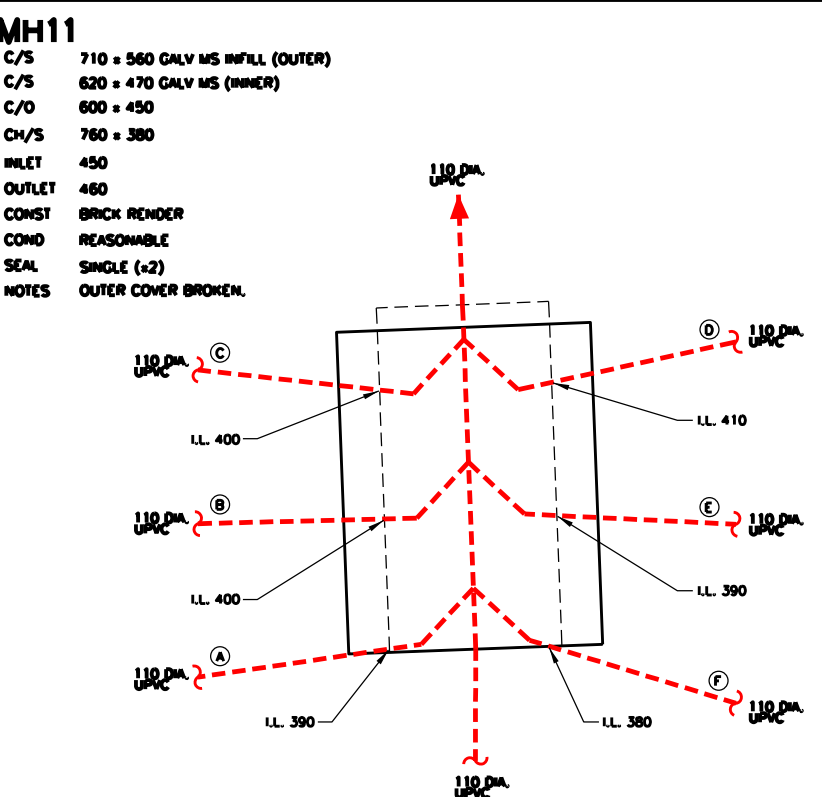 MH11
C/S 710 x 560 GALV MS INFILL (OUTER)
C/S 620 x 470 GALV MS (INNER)
C/O 600 x 450
CH/S 760 x 380
INLET 450
OUTLET 460
CONST BRICK RENDER
COND REASONABLE
SEAL SINGLE (x2)
NOTES OUTER COVER BROKEN.
110 DIA.
UPVC
C
110 DIA.
UPVC
D
110 DIA.
UPVC
I.L. 400
I.L. 410
B
110 DIA.
UPVC
E
110 DIA.
UPVC
I.L. 400
I.L. 390
A
110 DIA.
UPVC
F
110 DIA.
UPVC
I.L. 390
I.L. 380
110 DIA.
UPVC